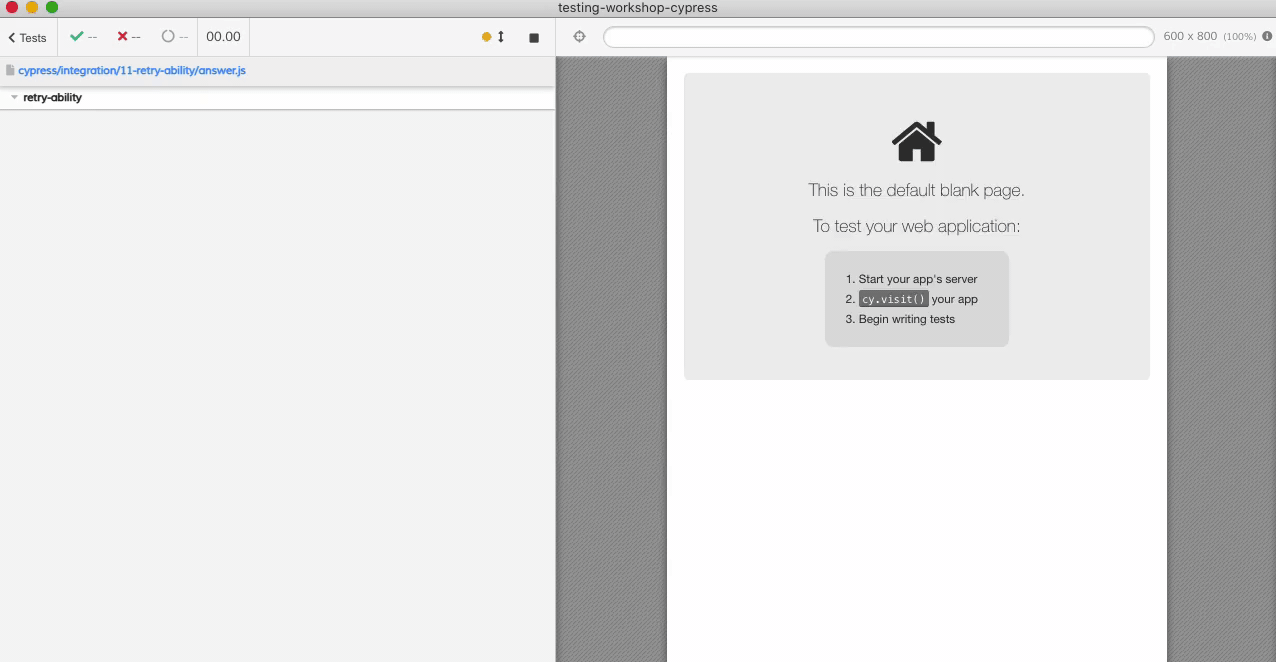 testing-workshop-cypress
Tests -- -- -- 00.00 600 x 800 (100%)
cypress/integration/11-retry-ability/answer.js
retry-ability
This is the default blank page.
To test your web application:
1. Start your app's server
2. cy.visit() your app
3. Begin writing tests